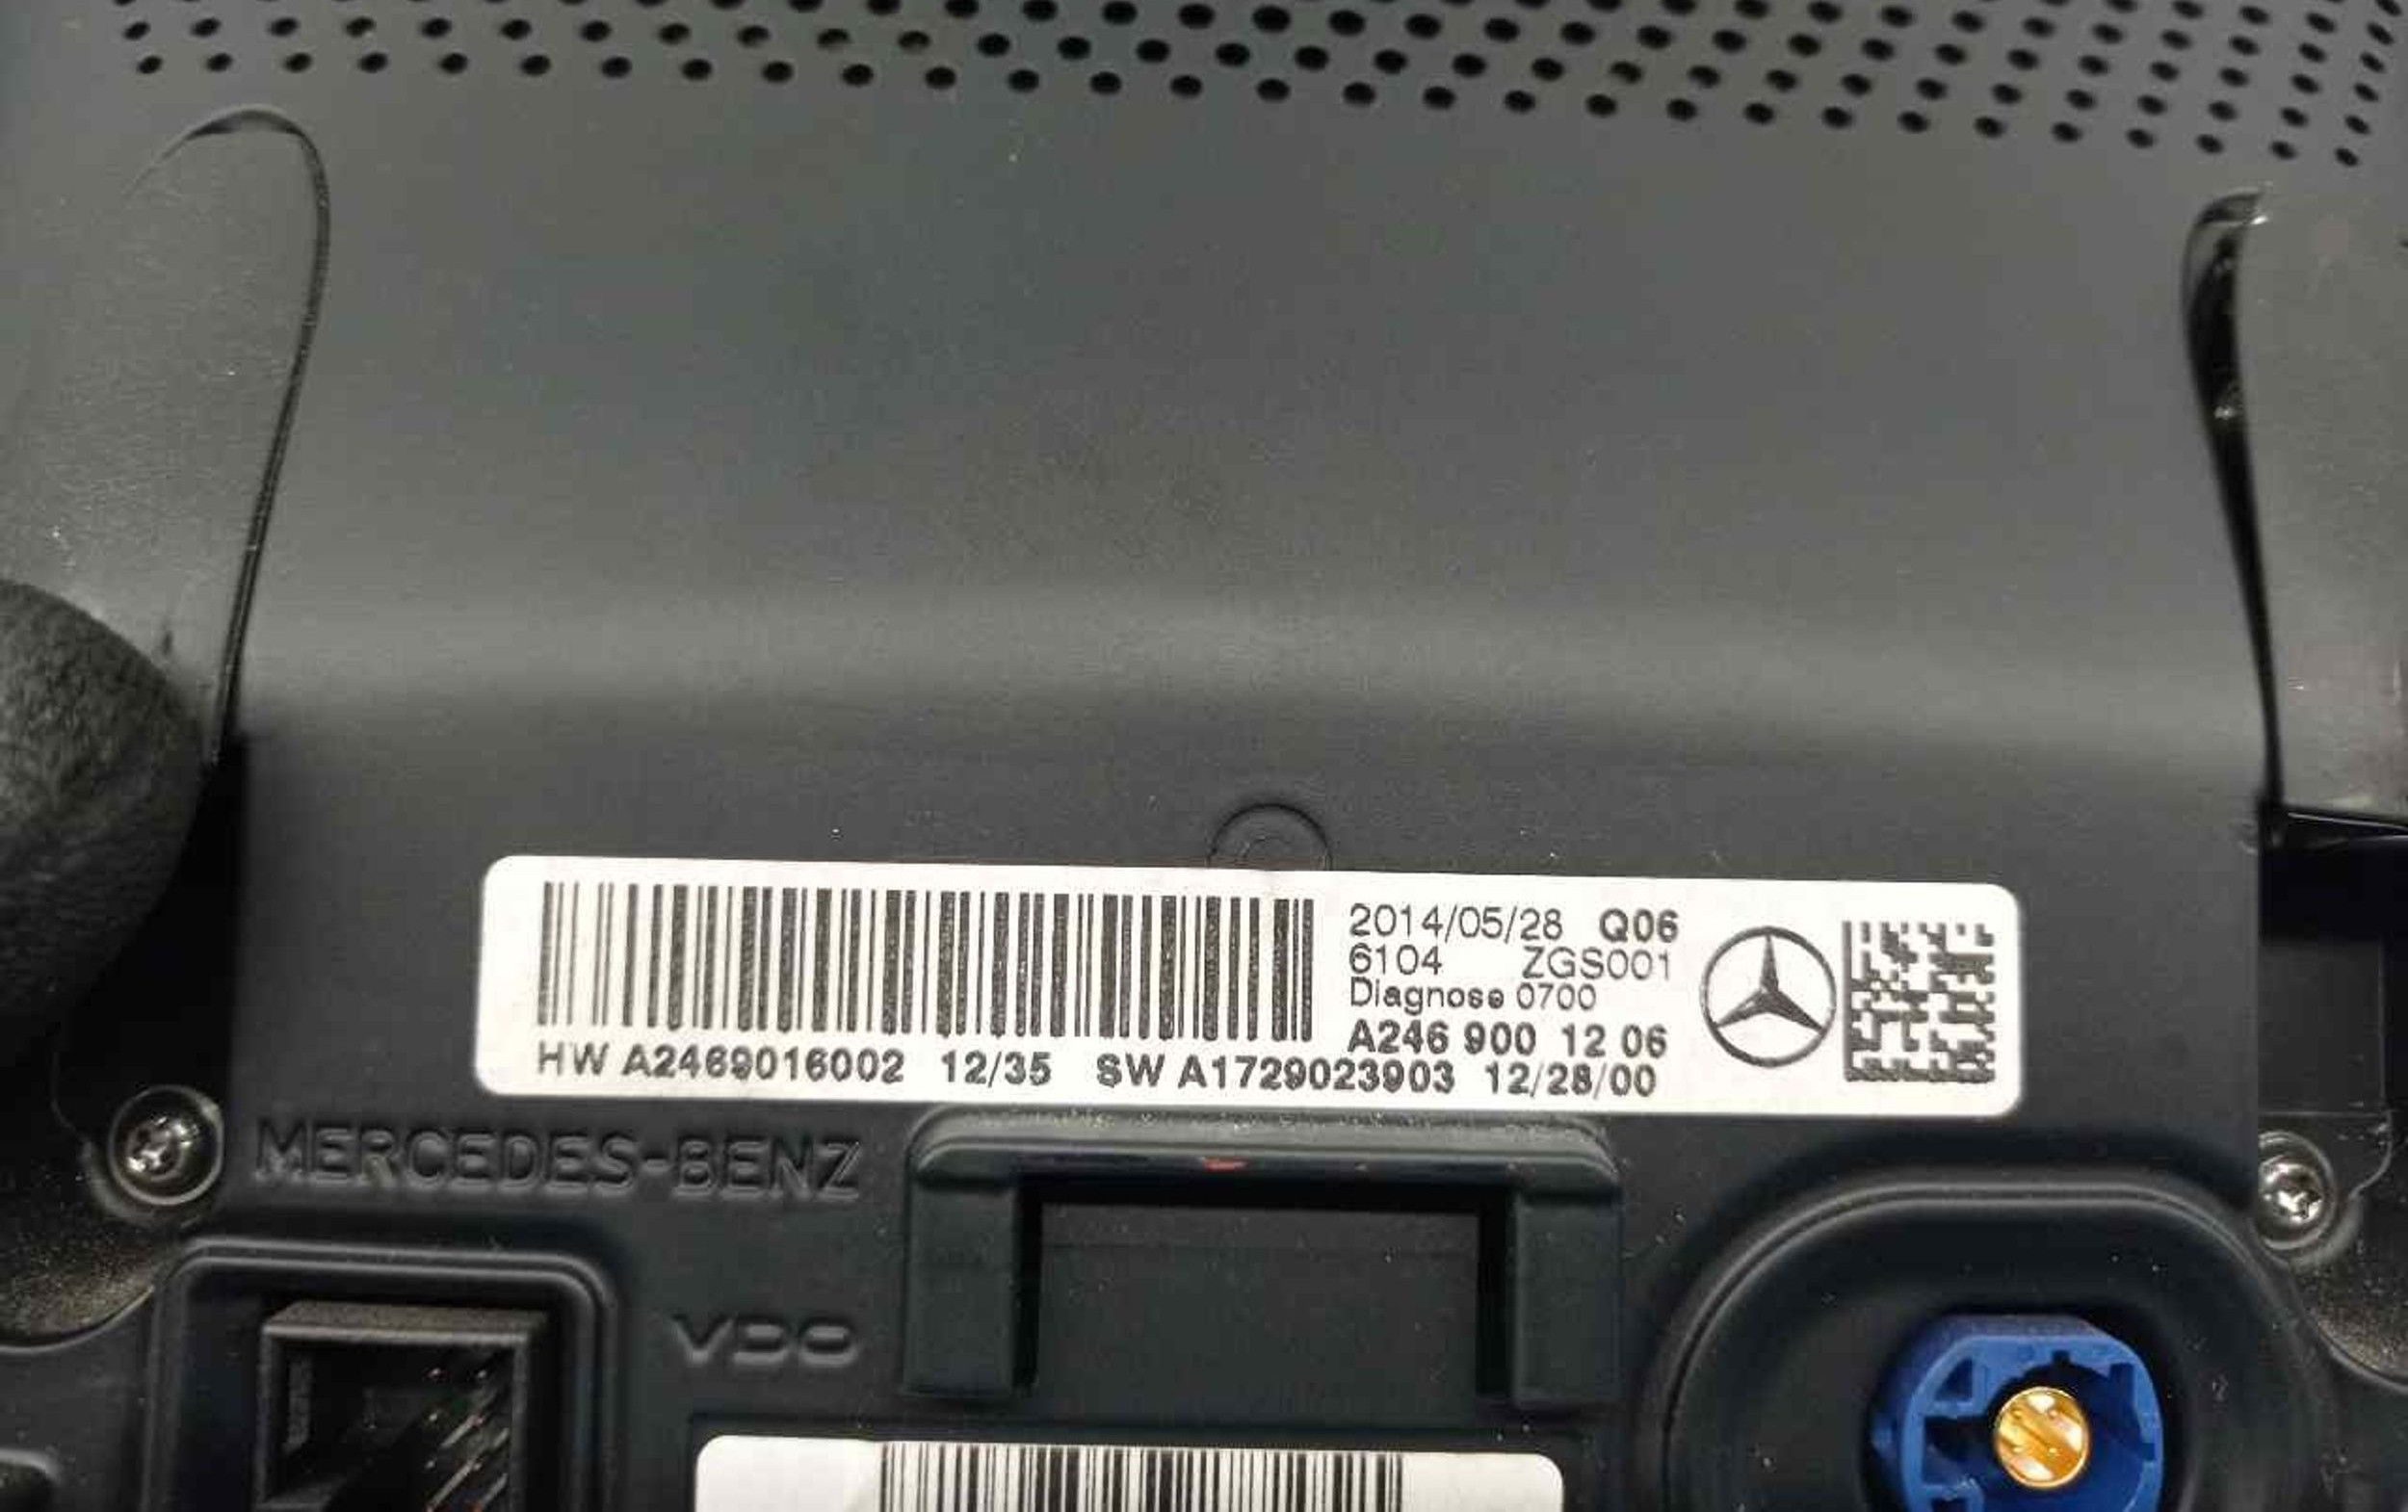 2014/05/28 Q06
6104 ZGS001
Diagnose 0700
A246 900 12 06
HW A2469016002 12/35 SW A1729023903 12/28/00
MERCEDES-BENZ
VDO